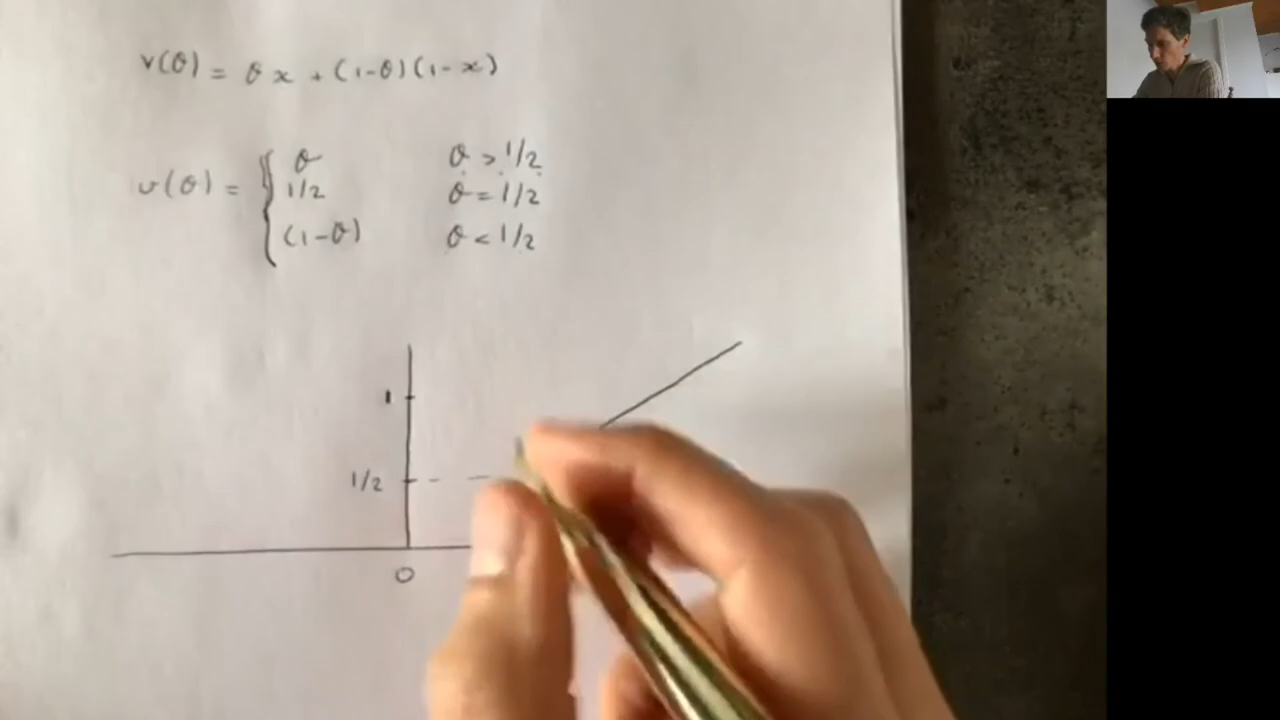 v(θ) = θx + (1-θ)(1-x)
v(θ) = { θ θ > 1/2
1/2 θ = 1/2
(1-θ) θ < 1/2
1
1/2
0